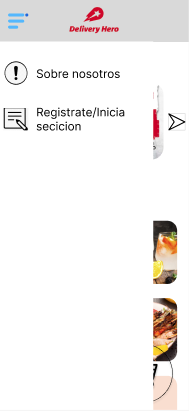 Delivery Hero
Sobre nosotros
Registrate/Inicia
secicion